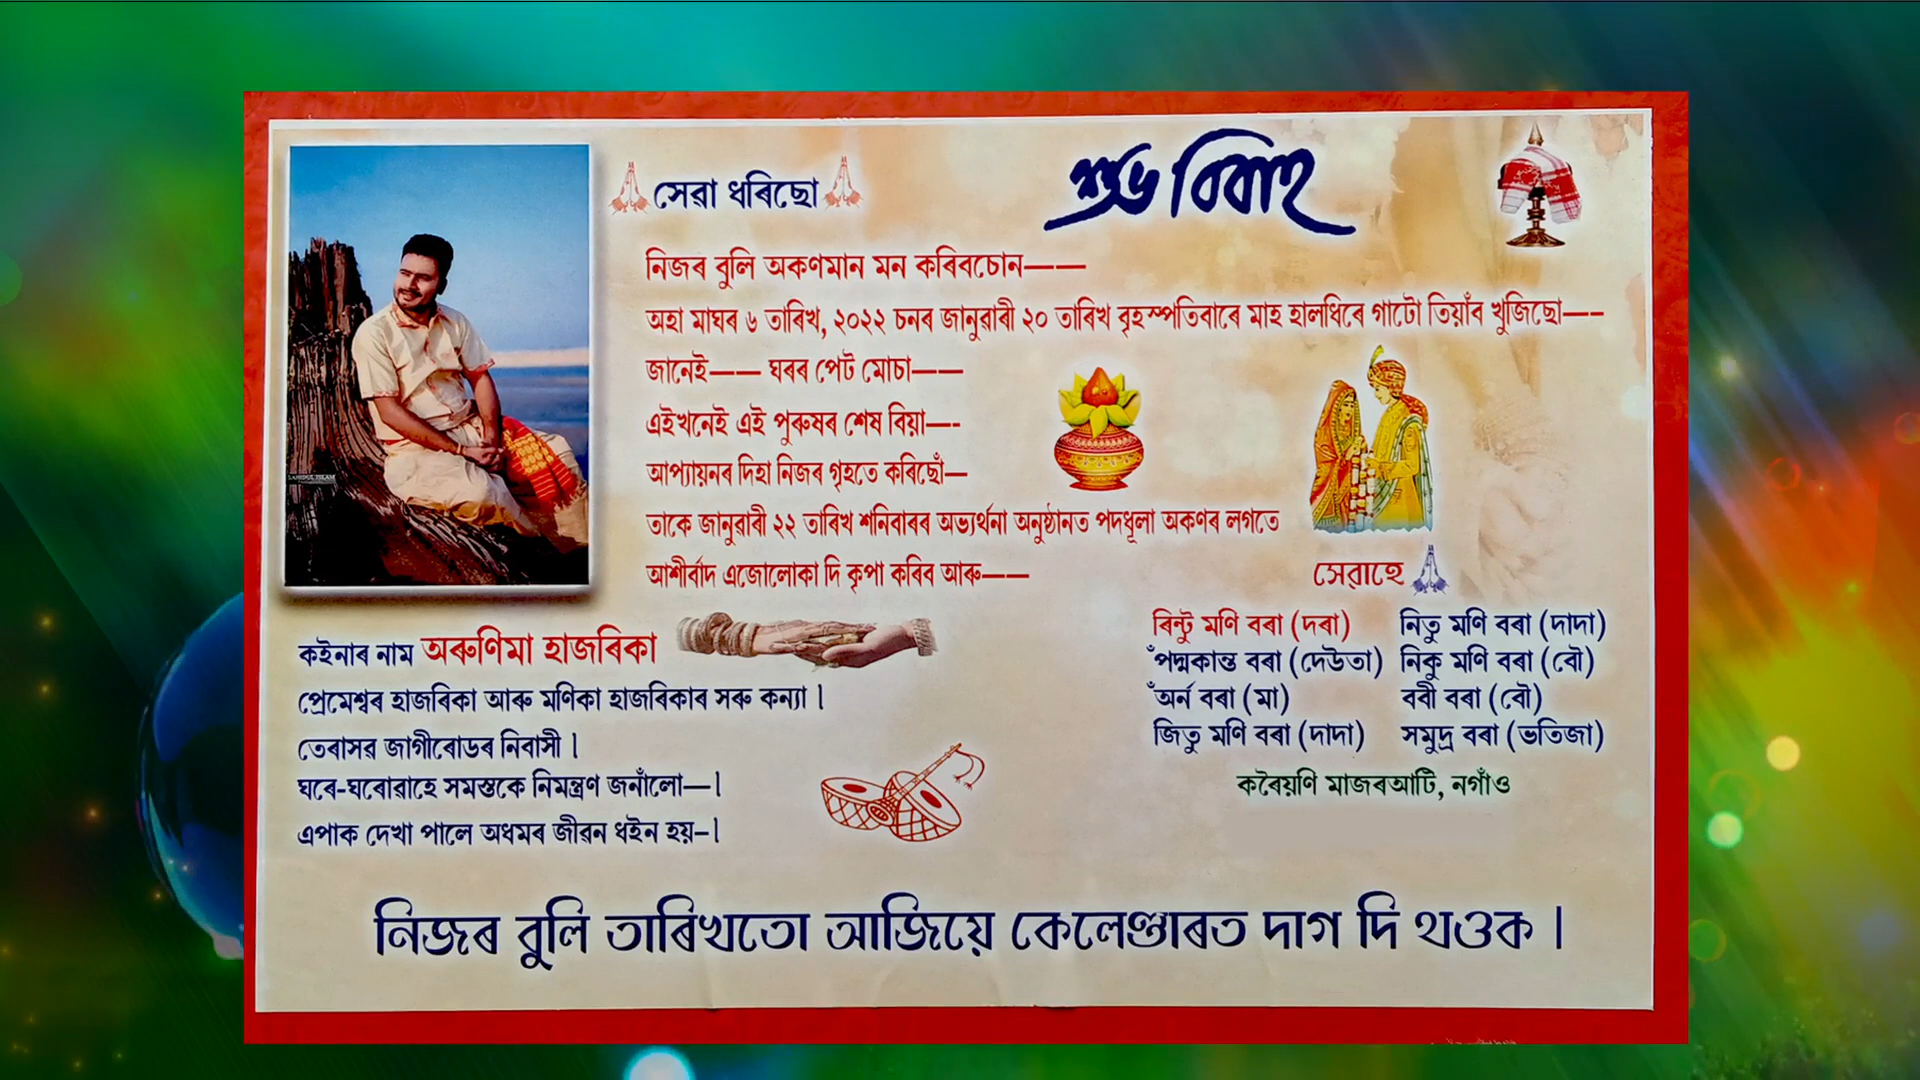 সেৱা ধৰিছো
শুভ বিবাহ
নিজৰ বুলি অকণমান মন কৰিবচোন——
অহা মাঘৰ ৬ তাৰিখ, ২০২২ চনৰ জানুৱাৰী ২০ তাৰিখ বৃহস্পতিবাৰে মাহ হালধিৰে গাটো তিয়াঁব খুজিছো—–
জানেই—— ঘৰৰ পেট মোচা——
এইখনেই এই পুৰুষৰ শেষ বিয়া—-
আপ্যায়নৰ দিহা নিজৰ গৃহতে কৰিছোঁ—
তাকে জানুৱাৰী ২২ তাৰিখ শনিবাৰৰ অভ্যৰ্থনা অনুষ্ঠানত পদধূলা অকণৰ লগতে
আশীৰ্বাদ এজোলোকা দি কৃপা কৰিব আৰু——
SAHIDUL ISLAM
কইনাৰ নাম অৰুণিমা হাজৰিকা
প্ৰেমেশ্বৰ হাজৰিকা আৰু মণিকা হাজৰিকাৰ সৰু কন্যা ৷
তেৰাসৱ জাগীৰোডৰ নিবাসী ৷
ঘৰে-ঘৰোৱাহে সমস্তকে নিমন্ত্ৰণ জনাঁলো—৷
এপাক দেখা পালে অধমৰ জীৱন ধইন হয়–৷
সেৱাহে
ৰিন্টু মণি বৰা (দৰা)
ঁপদ্মকান্ত বৰা (দেউতা)
ঁঅৰ্ন বৰা (মা)
জিতু মণি বৰা (দাদা)
নিতু মণি বৰা (দাদা)
নিকু মণি বৰা (বৌ)
ববী বৰা (বৌ)
সমুদ্ৰ বৰা (ভতিজা)
কৰৈয়ণি মাজৰআটি, নগাঁও
নিজৰ বুলি তাৰিখতো আজিয়ে কেলেণ্ডাৰত দাগ দি থওক ৷